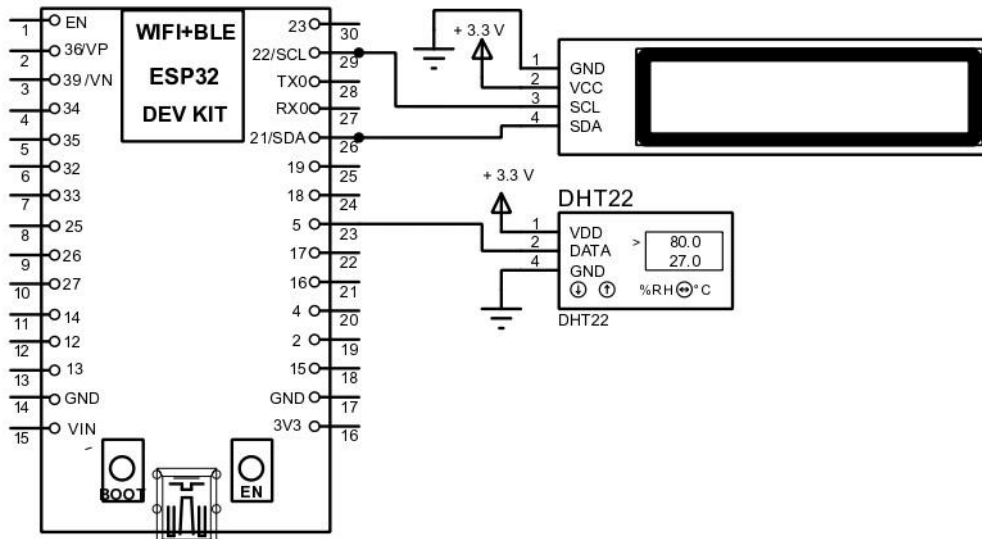 WIFI+BLE
ESP32
DEV KIT
1 EN
2 36/VP
3 39/VN
4 34
5 35
6 32
7 33
8 25
9 26
10 27
11 14
12 12
13 13
14 GND
15 VIN
23 30
22/SCL 29
TX0 28
RX0 27
21/SDA 26
19 25
18 24
5 23
17 22
16 21
4 20
2 19
15 18
GND 17
3V3 16
BOOT
EN
+ 3.3 V
1 GND
2 VCC
3 SCL
4 SDA
+ 3.3 V
DHT22
1 VDD
2 DATA
4 GND
> 80.0
27.0
%RH °C
DHT22